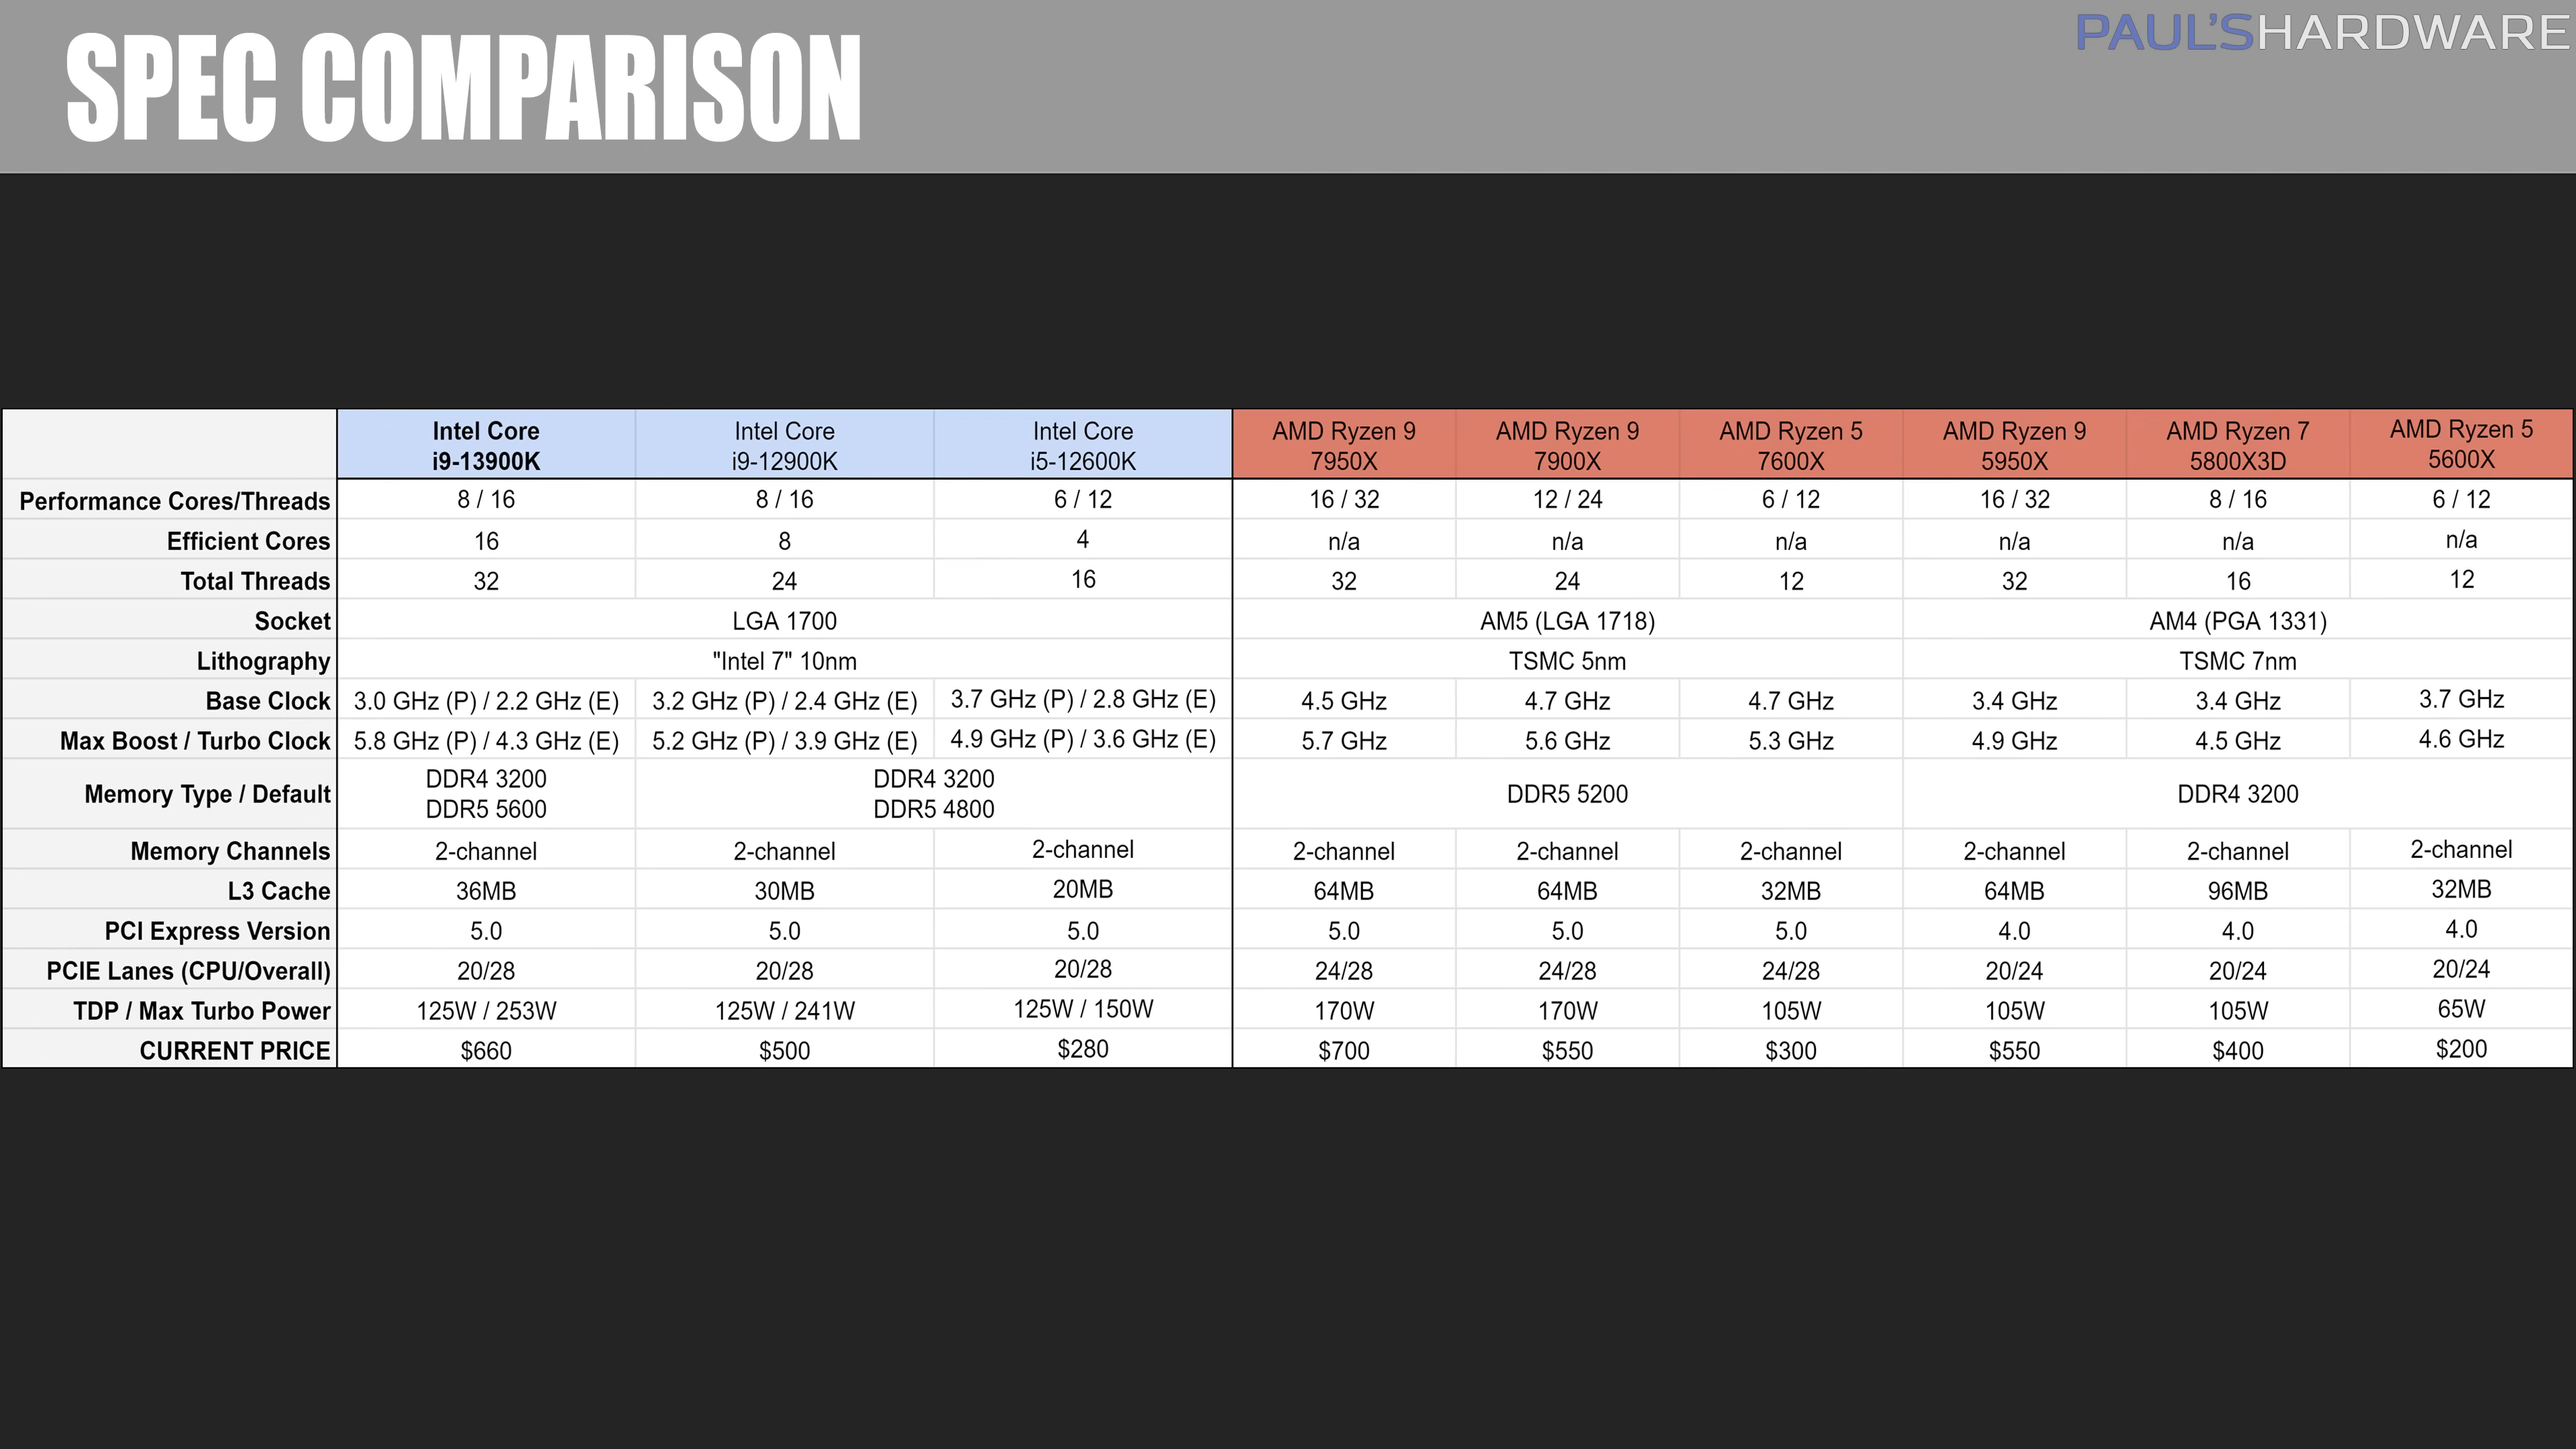 SPEC COMPARISON
PAUL'SHARDWARE
Intel Core i9-13900K Intel Core i9-12900K Intel Core i5-12600K AMD Ryzen 9 7950X AMD Ryzen 9 7900X AMD Ryzen 5 7600X AMD Ryzen 9 5950X AMD Ryzen 7 5800X3D AMD Ryzen 5 5600X
Performance Cores/Threads 8 / 16 8 / 16 6 / 12 16 / 32 12 / 24 6 / 12 16 / 32 8 / 16 6 / 12
Efficient Cores 16 8 4 n/a n/a n/a n/a n/a n/a
Total Threads 32 24 16 32 24 12 32 16 12
Socket LGA 1700 AM5 (LGA 1718) AM4 (PGA 1331)
Lithography "Intel 7" 10nm TSMC 5nm TSMC 7nm
Base Clock 3.0 GHz (P) / 2.2 GHz (E) 3.2 GHz (P) / 2.4 GHz (E) 3.7 GHz (P) / 2.8 GHz (E) 4.5 GHz 4.7 GHz 4.7 GHz 3.4 GHz 3.4 GHz 3.7 GHz
Max Boost / Turbo Clock 5.8 GHz (P) / 4.3 GHz (E) 5.2 GHz (P) / 3.9 GHz (E) 4.9 GHz (P) / 3.6 GHz (E) 5.7 GHz 5.6 GHz 5.3 GHz 4.9 GHz 4.5 GHz 4.6 GHz
Memory Type / Default DDR4 3200 DDR5 5600 DDR4 3200 DDR5 4800 DDR5 5200 DDR4 3200
Memory Channels 2-channel 2-channel 2-channel 2-channel 2-channel 2-channel 2-channel 2-channel 2-channel
L3 Cache 36MB 30MB 20MB 64MB 64MB 32MB 64MB 96MB 32MB
PCI Express Version 5.0 5.0 5.0 5.0 5.0 5.0 4.0 4.0 4.0
PCIE Lanes (CPU/Overall) 20/28 20/28 20/28 24/28 24/28 24/28 20/24 20/24 20/24
TDP / Max Turbo Power 125W / 253W 125W / 241W 125W / 150W 170W 170W 105W 105W 105W 65W
CURRENT PRICE $660 $500 $280 $700 $550 $300 $550 $400 $200